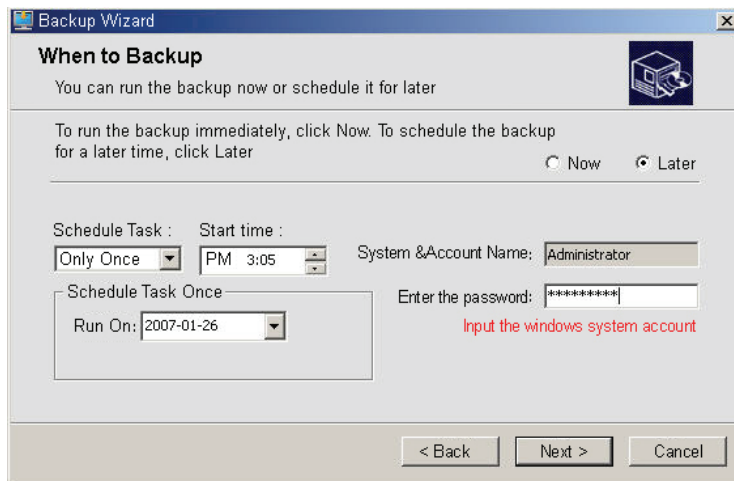 Backup Wizard
When to Backup
You can run the backup now or schedule it for later
To run the backup immediately, click Now. To schedule the backup
for a later time, click Later
Now
Later
Schedule Task :
Start time :
Only Once
PM 3:05
System &Account Name:
Administrator
Schedule Task Once
Enter the password:
*********
Run On:
2007-01-26
Input the windows system account
< Back
Next >
Cancel